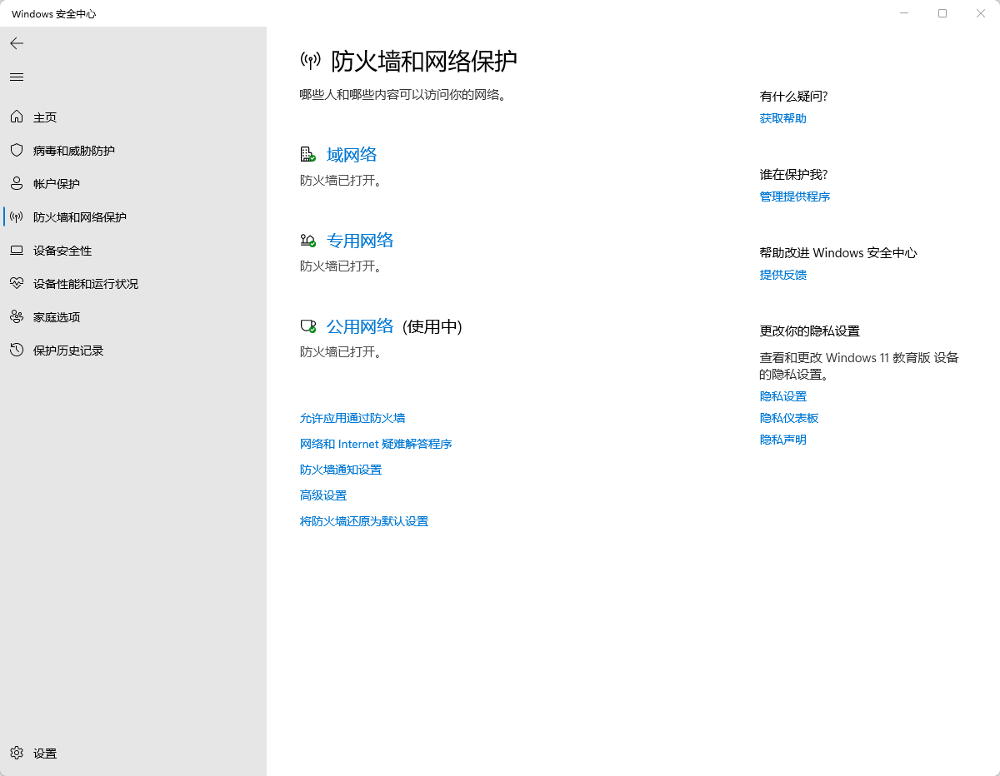 Windows 安全中心
主页
病毒和威胁防护
帐户保护
防火墙和网络保护
设备安全性
设备性能和运行状况
家庭选项
保护历史记录
设置
防火墙和网络保护
哪些人和哪些内容可以访问你的网络。
域网络
防火墙已打开。
专用网络
防火墙已打开。
公用网络 (使用中)
防火墙已打开。
允许应用通过防火墙
网络和 Internet 疑难解答程序
防火墙通知设置
高级设置
将防火墙还原为默认设置
有什么疑问?
获取帮助
谁在保护我?
管理提供程序
帮助改进 Windows 安全中心
提供反馈
更改你的隐私设置
查看和更改 Windows 11 教育版 设备
的隐私设置。
隐私设置
隐私仪表板
隐私声明